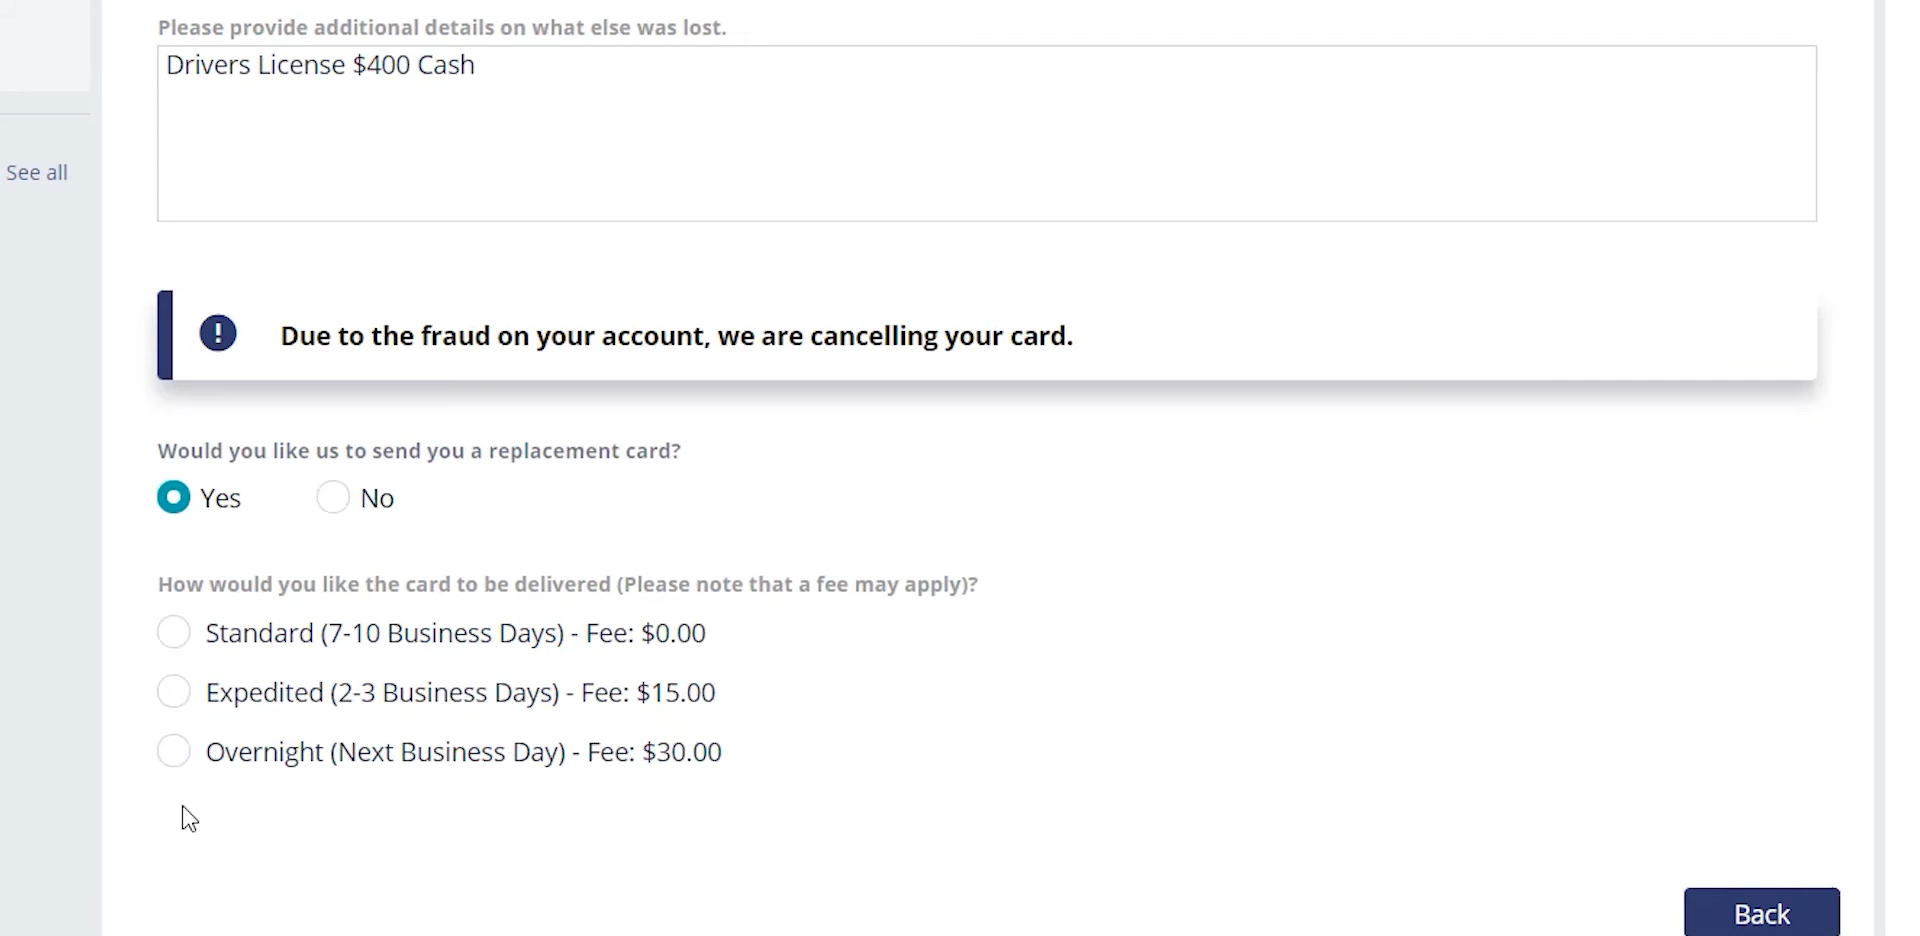 Please provide additional details on what else was lost.
Drivers License $400 Cash
See all
! Due to the fraud on your account, we are cancelling your card.
Would you like us to send you a replacement card?
Yes No
How would you like the card to be delivered (Please note that a fee may apply)?
Standard (7-10 Business Days) - Fee: $0.00
Expedited (2-3 Business Days) - Fee: $15.00
Overnight (Next Business Day) - Fee: $30.00
Back